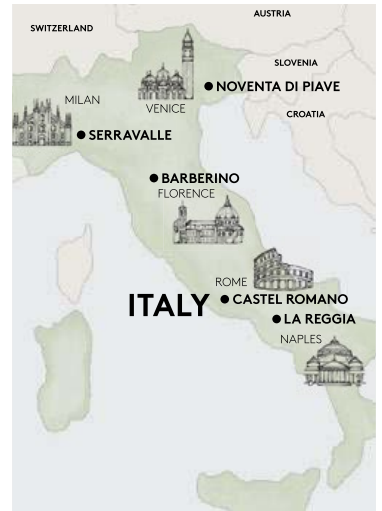 AUSTRIA
SWITZERLAND
SLOVENIA
NOVENTA DI PIAVE
MILAN
VENICE
CROATIA
SERRAVALLE
BARBERINO
FLORENCE
ROME
ITALY
CASTEL ROMANO
LA REGGIA
NAPLES